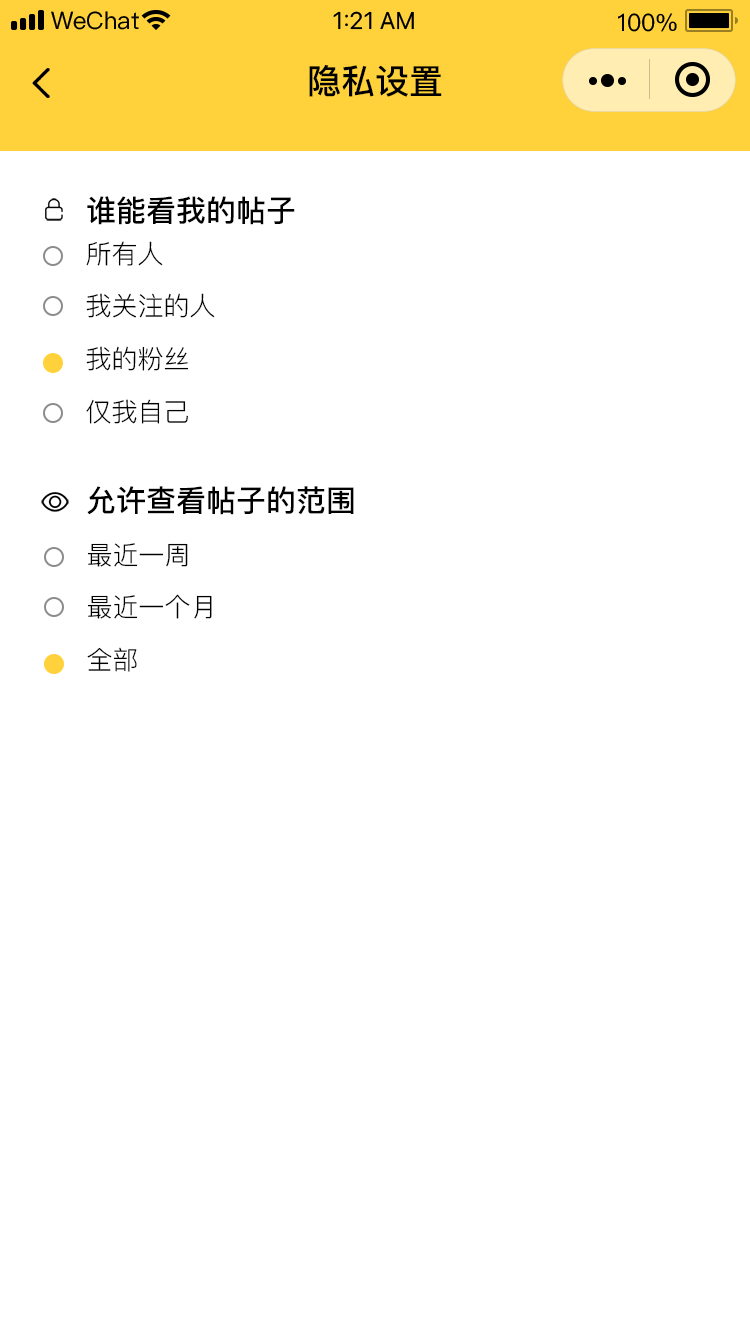 WeChat 1:21 AM 100%
隐私设置
谁能看我的帖子
所有人
我关注的人
我的粉丝
仅我自己
允许查看帖子的范围
最近一周
最近一个月
全部